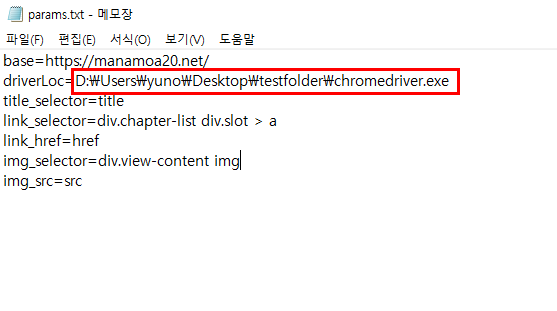 params.txt - 메모장
파일(F) 편집(E) 서식(O) 보기(V) 도움말
base=https://manamoa20.net/
driverLoc=D:₩Users₩yuno₩Desktop₩testfolder₩chromedriver.exe
title_selector=title
link_selector=div.chapter-list div.slot > a
link_href=href
img_selector=div.view-content img
img_src=src